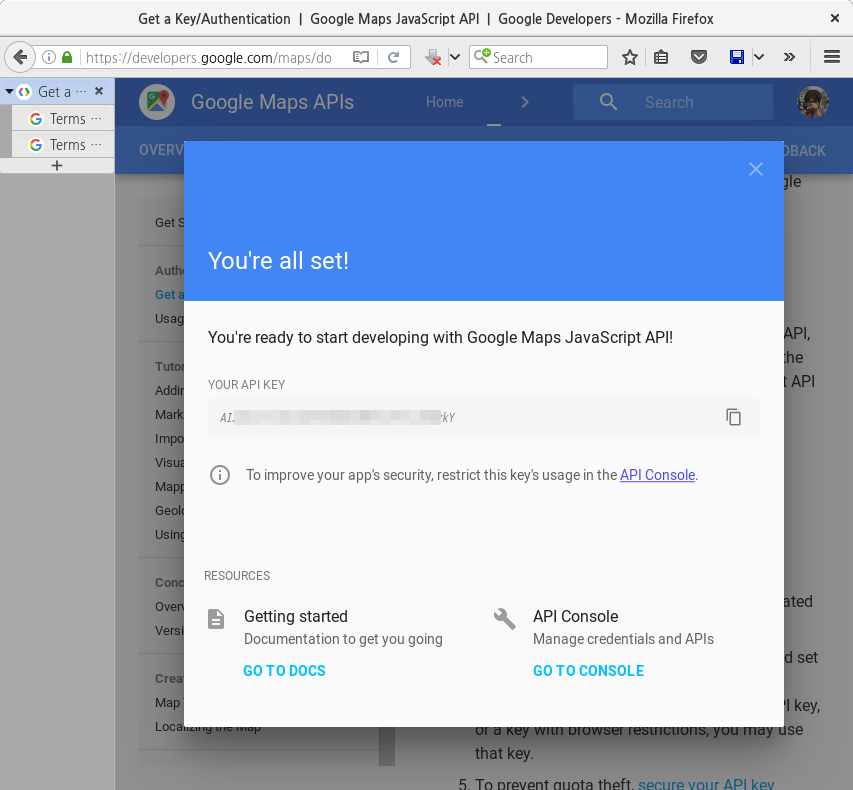 Get a Key/Authentication | Google Maps JavaScript API | Google Developers - Mozilla Firefox
https://developers.google.com/maps/do
Search
Get a ...
Terms ...
Terms ...
Google Maps APIs
Home
Search
OVERV
DBACK
gle
Get S
Authe
Get a
Usag
Tutor
Addin
Mark
Impo
Visua
Mapp
Geolo
Using
Conc
Overv
Versi
Creat
Map T
Localizing the Map
You're all set!
You're ready to start developing with Google Maps JavaScript API!
YOUR API KEY
kY
To improve your app's security, restrict this key's usage in the API Console.
RESOURCES
Getting started
Documentation to get you going
GO TO DOCS
API Console
Manage credentials and APIs
GO TO CONSOLE
API,
the
t API
ated
d set
I key,
or a key with browser restrictions, you may use
that key.
5. To prevent quota theft, secure your API key